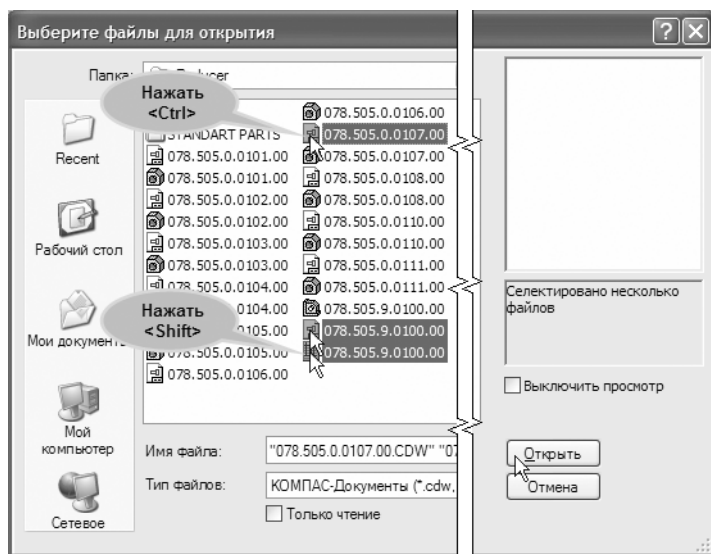 Выберите файлы для открытия
Папка:
Reducer
Нажать
<Ctrl>
STANDART PARTS
078.505.0.0101.00
078.505.0.0101.00
078.505.0.0102.00
078.505.0.0102.00
078.505.0.0103.00
078.505.0.0103.00
078.505.0.0104.00
0104.00
0105.00
078.505.0.0105.00
078.505.0.0106.00
078.505.0.0106.00
078.505.0.0107.00
078.505.0.0107.00
078.505.0.0108.00
078.505.0.0108.00
078.505.0.0110.00
078.505.0.0110.00
078.505.0.0111.00
078.505.0.0111.00
078.505.9.0100.00
078.505.9.0100.00
078.505.9.0100.00
Нажать
<Shift>
Recent
Рабочий стол
Мои документы
Мой
компьютер
Сетевое
Имя файла:
"078.505.0.0107.00.CDW" "07
Тип файлов:
КОМПАС-Документы (*.cdw,
Только чтение
Селектировано несколько
файлов
Выключить просмотр
Открыть
Отмена